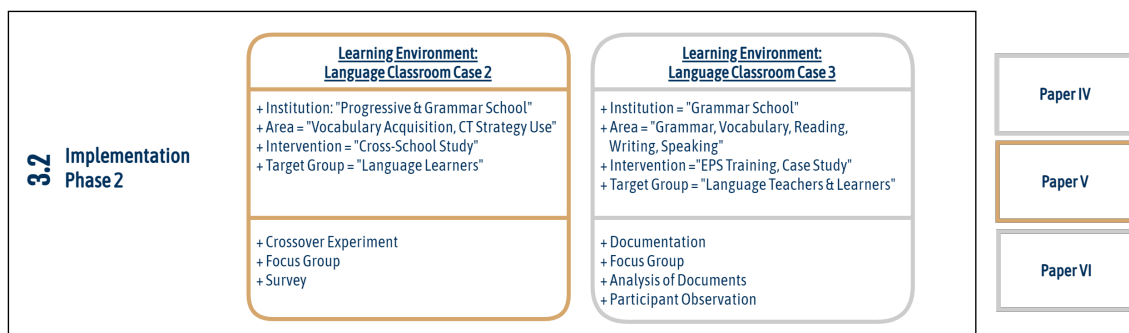 3.2 Implementation
Phase 2
Learning Environment:
Language Classroom Case 2
+ Institution: "Progressive & Grammar School"
+ Area = "Vocabulary Acquisition, CT Strategy Use"
+ Intervention = "Cross-School Study"
+ Target Group = "Language Learners"
+ Crossover Experiment
+ Focus Group
+ Survey
Learning Environment:
Language Classroom Case 3
+ Institution = "Grammar School"
+ Area = "Grammar, Vocabulary, Reading,
Writing, Speaking"
+ Intervention ="EPS Training, Case Study"
+ Target Group = "Language Teachers & Learners"
+ Documentation
+ Focus Group
+ Analysis of Documents
+ Participant Observation
Paper IV
Paper V
Paper VI